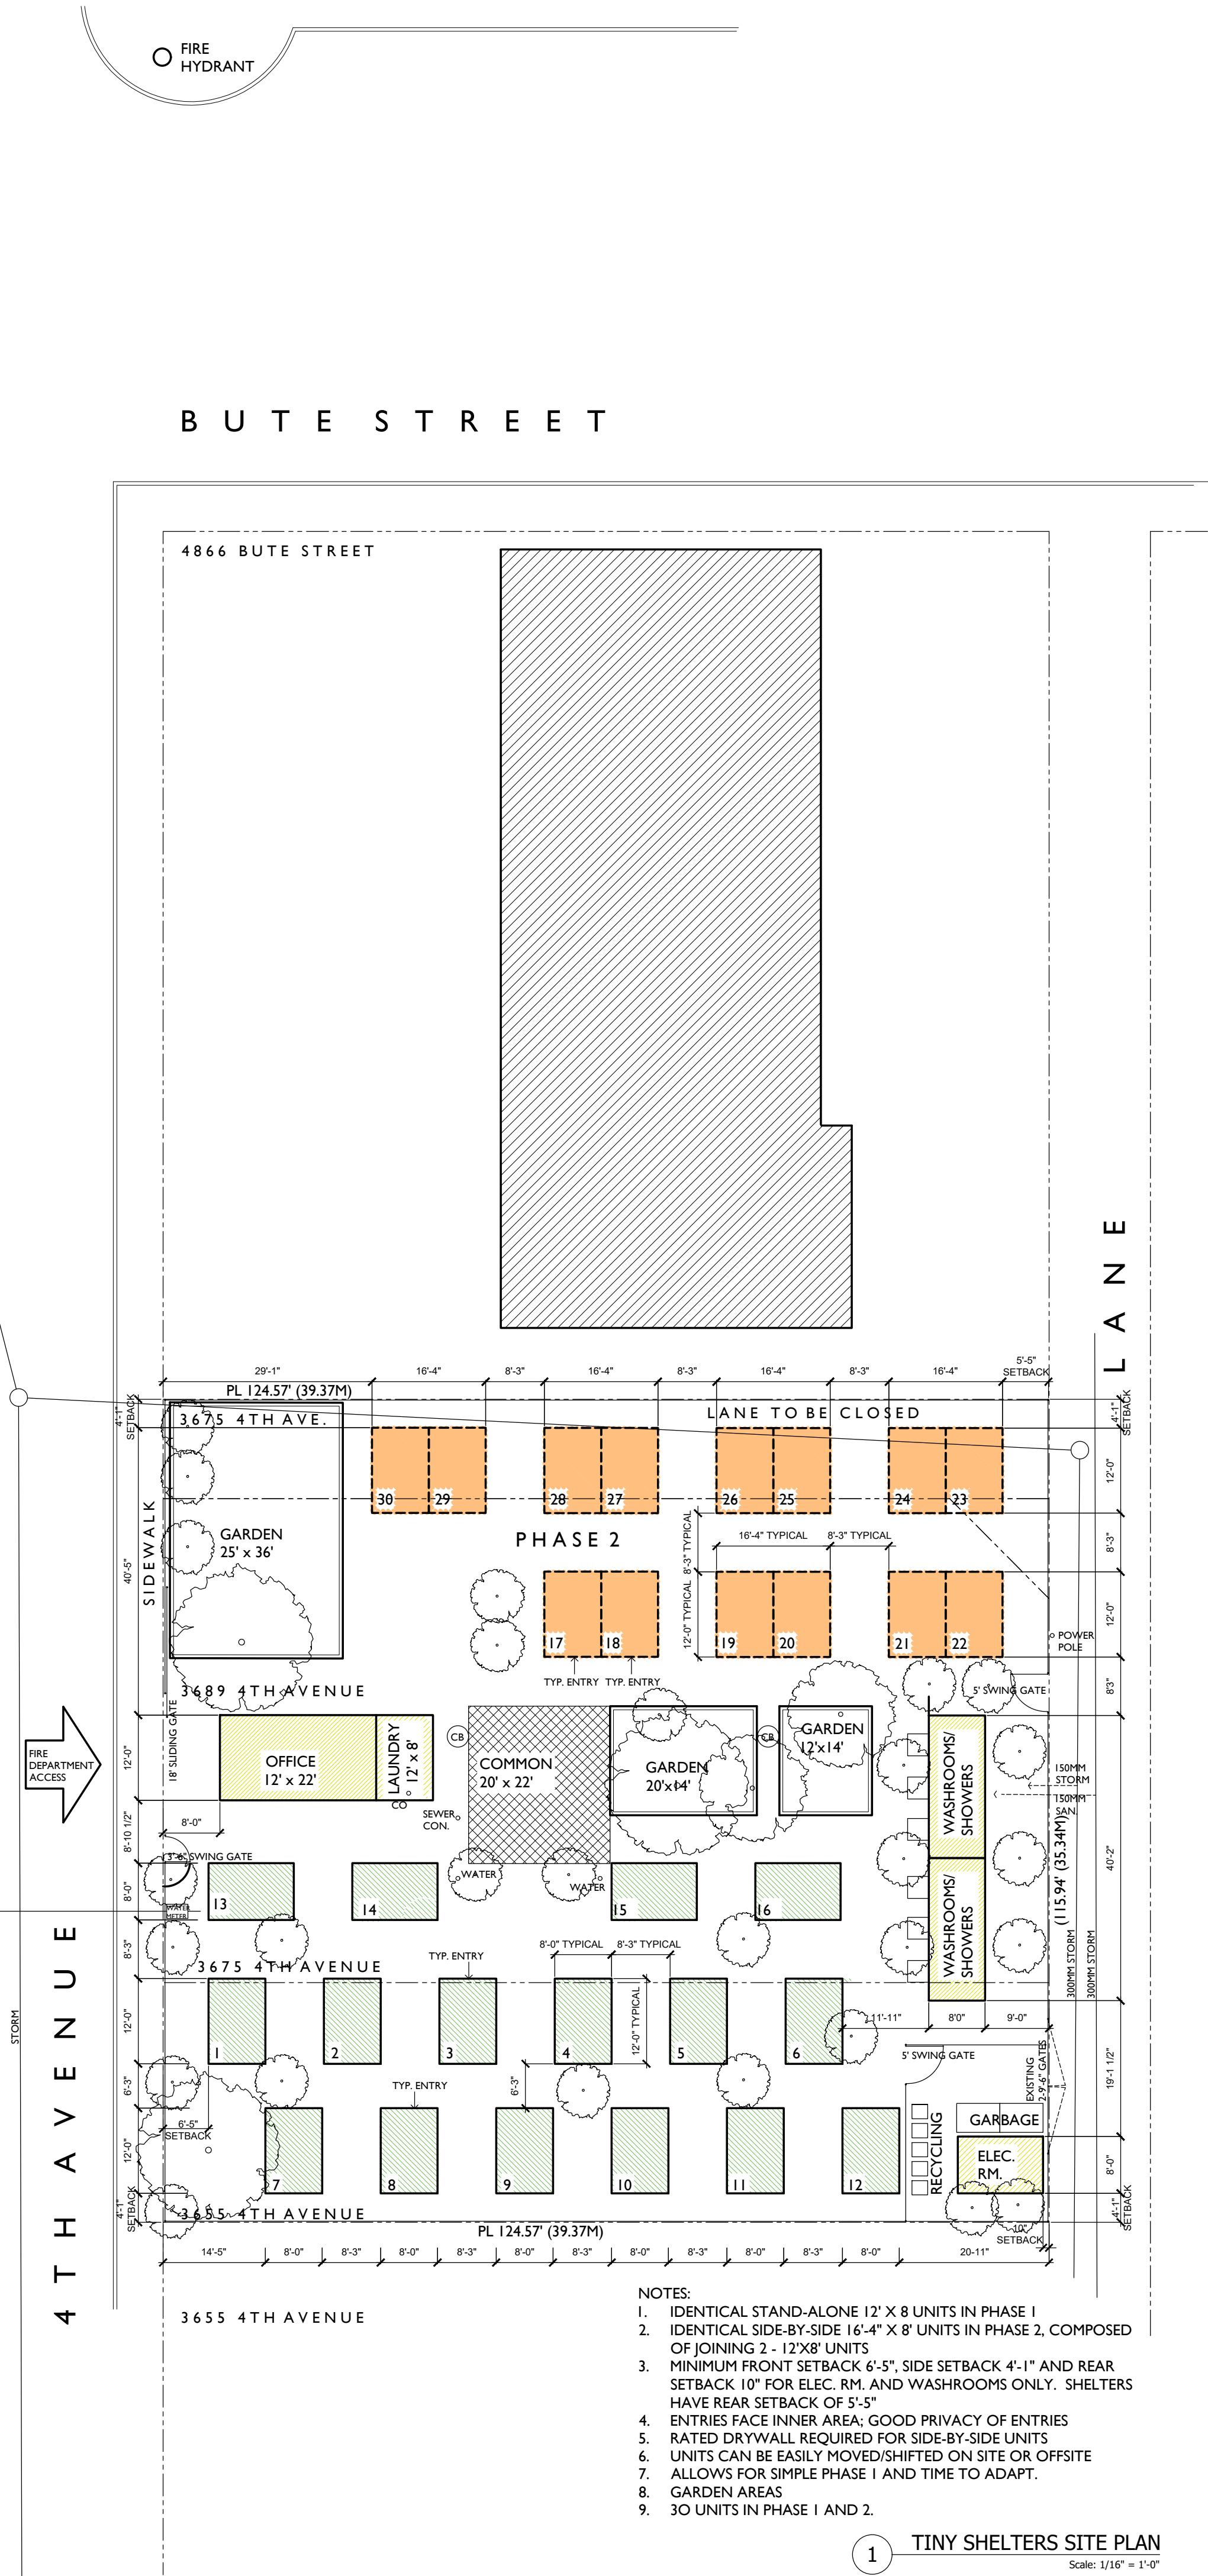 FIRE
HYDRANT
BUTE STREET
4866 BUTE STREET
LANE
29'-1"
16'-4"
8'-3"
16'-4"
8'-3"
16'-4"
8'-3"
16'-4"
5'-5"
SETBACK
PL 124.57' (39.37M)
4'-1"
SETBACK
3675 4TH AVE.
LANE TO BE CLOSED
4'-1"
SETBACK
30
29
28
27
26
25
24
23
12'-0"
SIDEWALK
40'-5"
GARDEN
25' x 36'
PHASE 2
8'-3" TYPICAL
16'-4" TYPICAL
8'-3" TYPICAL
8'-3"
12'-0" TYPICAL
17
18
19
20
21
22
12'-0"
POWER
POLE
TYP. ENTRY
TYP. ENTRY
3689 4TH AVENUE
5' SWING GATE
8'3"
18' SLIDING GATE
FIRE
DEPARTMENT
ACCESS
12'-0"
OFFICE
12' x 22'
LAUNDRY
12' x 8'
CO
CB
COMMON
20' x 22'
GARDEN
20'x14'
CB
GARDEN
12'x14'
WASHROOMS/
SHOWERS
150MM
STORM
150MM
SAN.
SEWER
CON.
8'-0"
8'-10 1/2"
3'-6" SWING GATE
WATER
WATER
(115.94' (35.34M)
40'-2"
8'-0"
13
14
15
16
WATER
METER
WASHROOMS/
SHOWERS
8'-3"
3675 4TH AVENUE
TYP. ENTRY
8'-0" TYPICAL
8'-3" TYPICAL
300MM STORM
300MM STORM
STORM
4TH AVENUE
12'-0"
12'-0" TYPICAL
1
2
3
4
5
6
11'-11"
8'0"
9'-0"
5' SWING GATE
EXISTING
2-9'-6" GATES
19'-1 1/2"
6'-3"
TYP. ENTRY
6'-3"
6'-5"
SETBACK
12'-0"
7
8
9
10
11
12
RECYCLING
GARBAGE
ELEC.
RM.
8'-0"
4'-1"
SETBACK
3655 4TH AVENUE
4'-1"
SETBACK
PL 124.57' (39.37M)
10"
SETBACK
14'-5"
8'-0"
8'-3"
8'-0"
8'-3"
8'-0"
8'-3"
8'-0"
8'-3"
8'-0"
8'-3"
8'-0"
20-11"
3655 4TH AVENUE
NOTES:
1. IDENTICAL STAND-ALONE 12' X 8 UNITS IN PHASE 1
2. IDENTICAL SIDE-BY-SIDE 16'-4" X 8' UNITS IN PHASE 2, COMPOSED
OF JOINING 2 - 12'X8' UNITS
3. MINIMUM FRONT SETBACK 6'-5", SIDE SETBACK 4'-1" AND REAR
SETBACK 10" FOR ELEC. RM. AND WASHROOMS ONLY. SHELTERS
HAVE REAR SETBACK OF 5'-5"
4. ENTRIES FACE INNER AREA; GOOD PRIVACY OF ENTRIES
5. RATED DRYWALL REQUIRED FOR SIDE-BY-SIDE UNITS
6. UNITS CAN BE EASILY MOVED/SHIFTED ON SITE OR OFFSITE
7. ALLOWS FOR SIMPLE PHASE 1 AND TIME TO ADAPT.
8. GARDEN AREAS
9. 3O UNITS IN PHASE 1 AND 2.
1
TINY SHELTERS SITE PLAN
Scale: 1/16" = 1'-0"